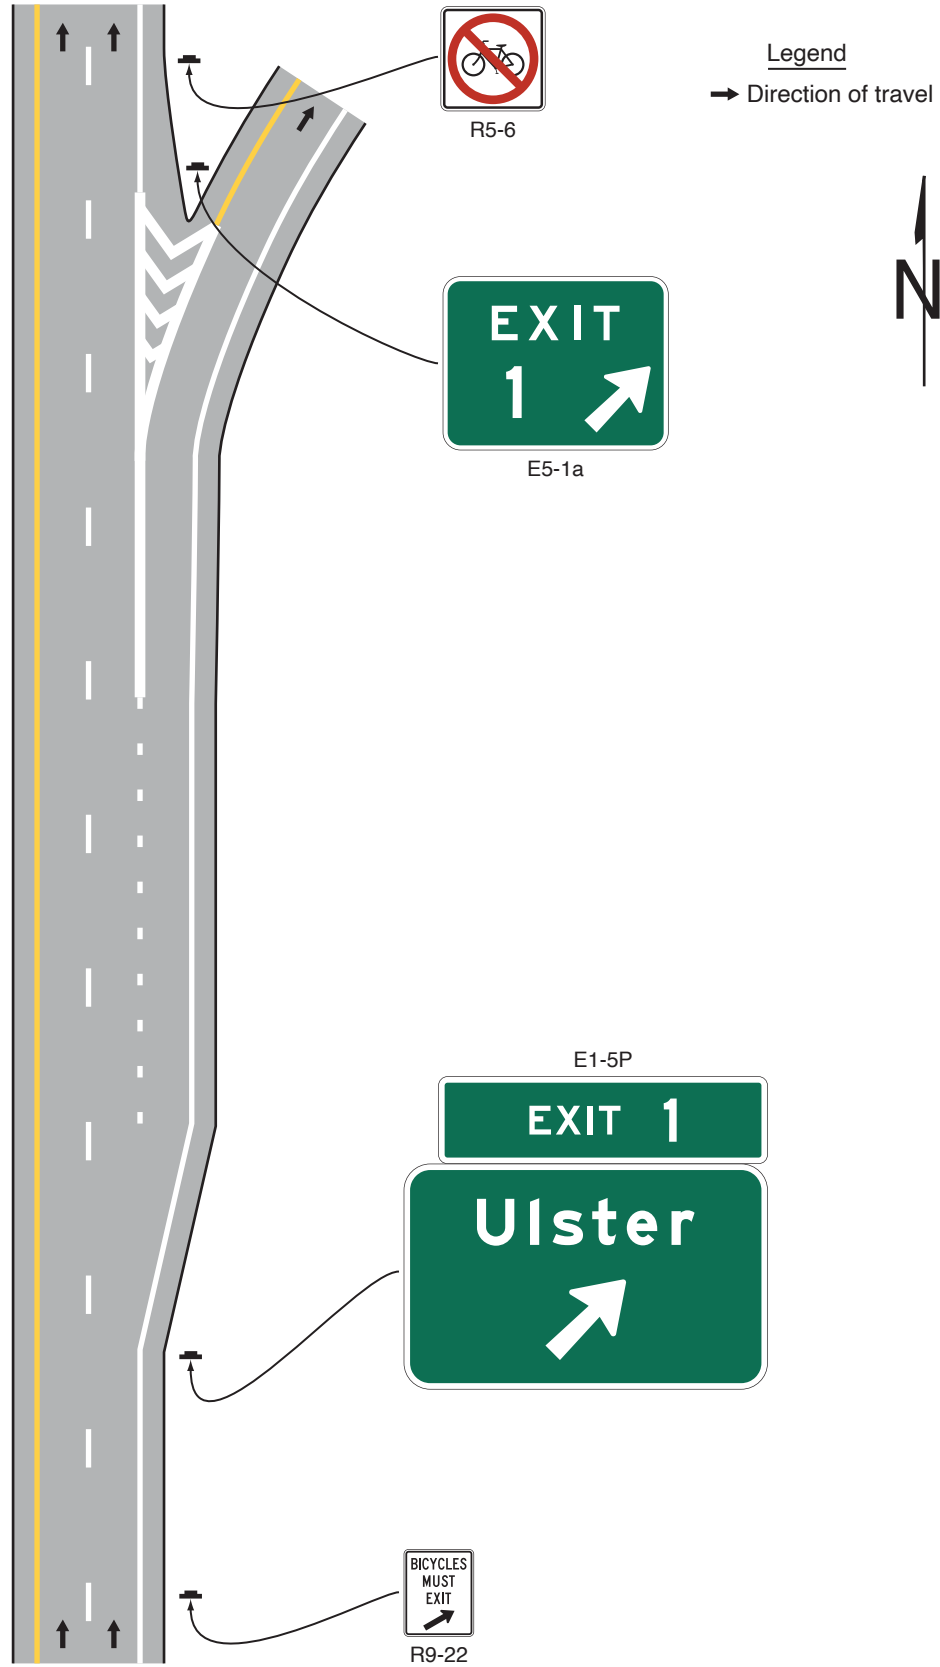 Legend
Direction of travel
R5-6
N
EXIT
1
E5-1a
E1-5P
EXIT 1
Ulster
BICYCLES
MUST
EXIT
R9-22